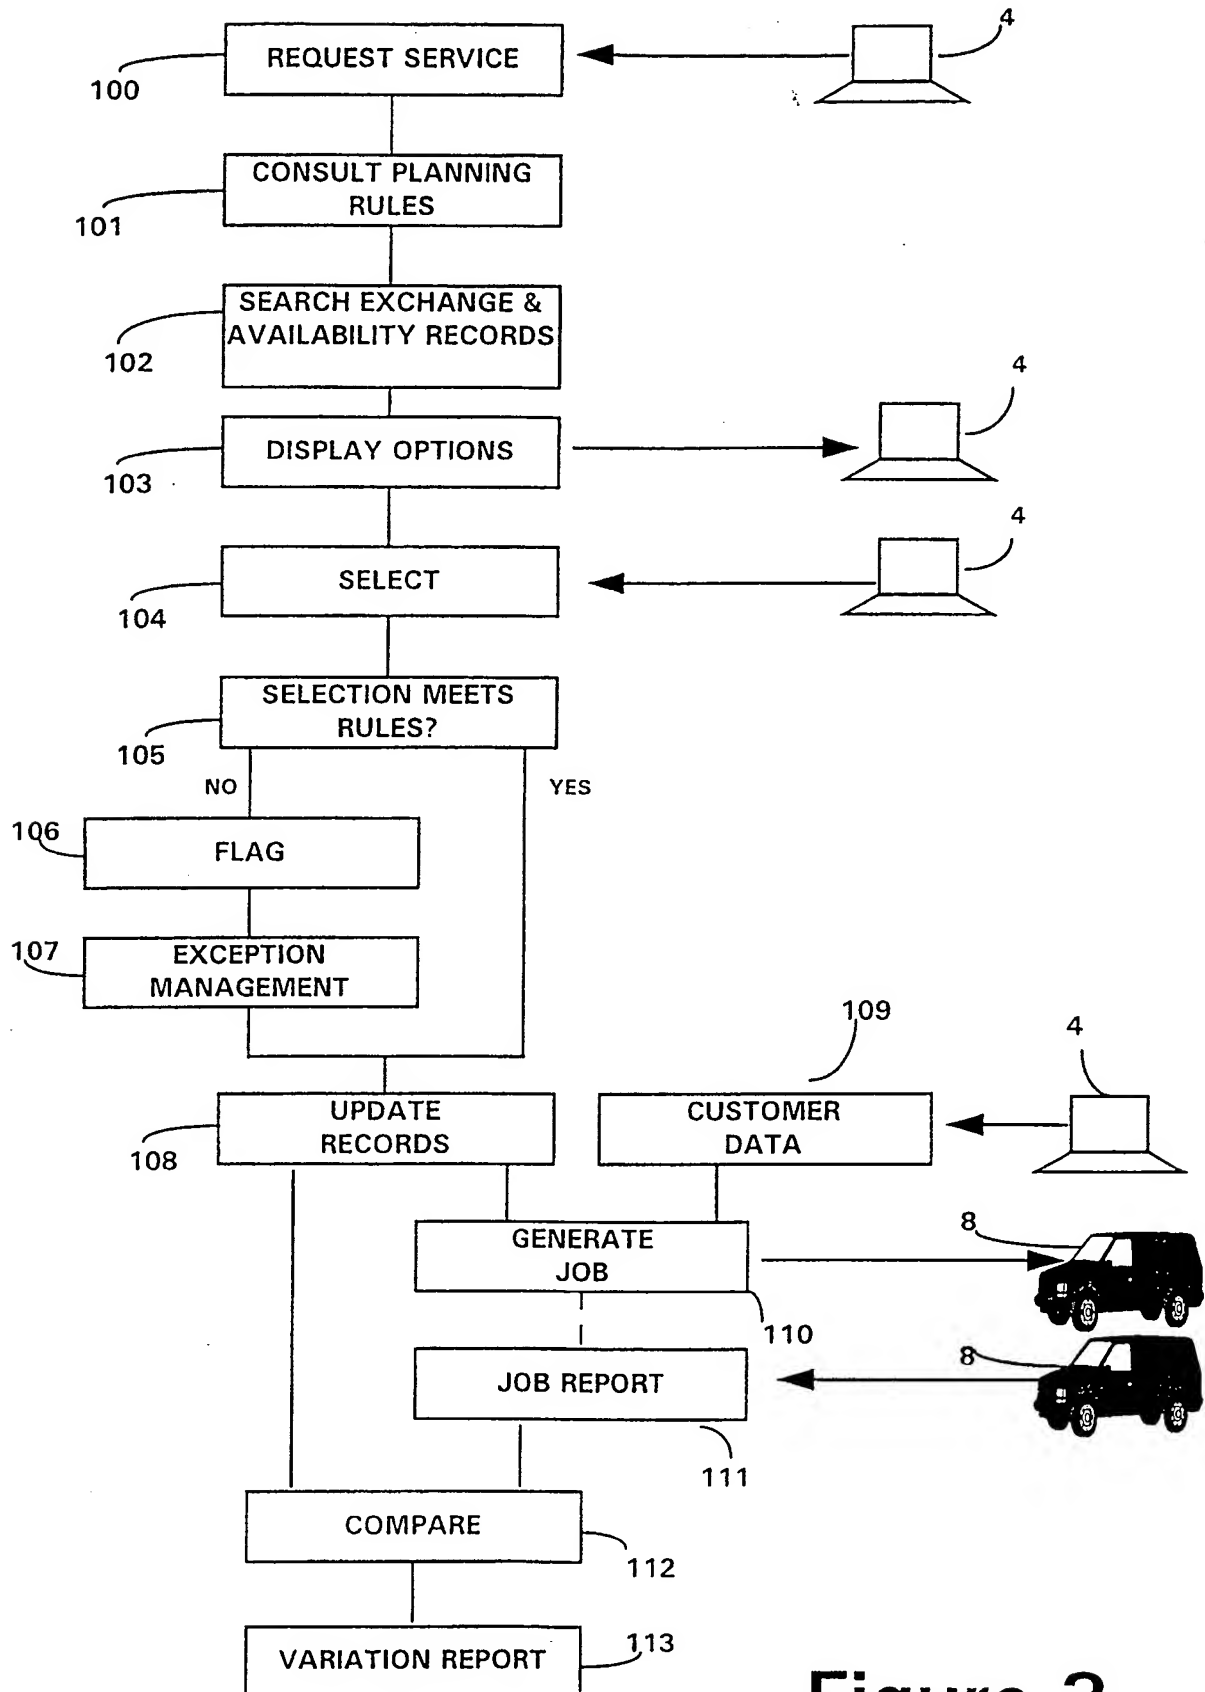 4
REQUEST SERVICE
100
CONSULT PLANNING
RULES
101
SEARCH EXCHANGE &
AVAILABILITY RECORDS
102
4
DISPLAY OPTIONS
103
4
SELECT
104
SELECTION MEETS
RULES?
105
NO
YES
106
FLAG
107
EXCEPTION
MANAGEMENT
109
4
UPDATE
RECORDS
108
CUSTOMER
DATA
8
GENERATE
JOB
110
8
JOB REPORT
111
COMPARE
112
VARIATION REPORT
113
Figure